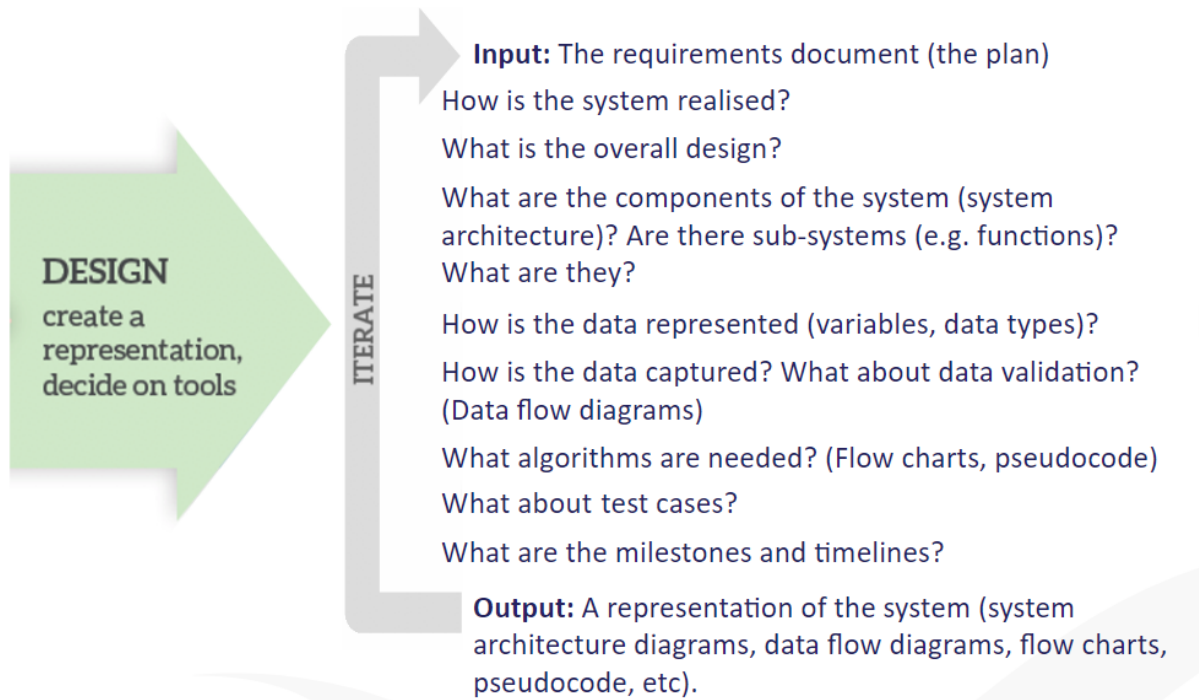 DESIGN
create a
representation,
decide on tools
ITERATE
Input: The requirements document (the plan)
How is the system realised?
What is the overall design?
What are the components of the system (system
architecture)? Are there sub-systems (e.g. functions)?
What are they?
How is the data represented (variables, data types)?
How is the data captured? What about data validation?
(Data flow diagrams)
What algorithms are needed? (Flow charts, pseudocode)
What about test cases?
What are the milestones and timelines?
Output: A representation of the system (system
architecture diagrams, data flow diagrams, flow charts,
pseudocode, etc).